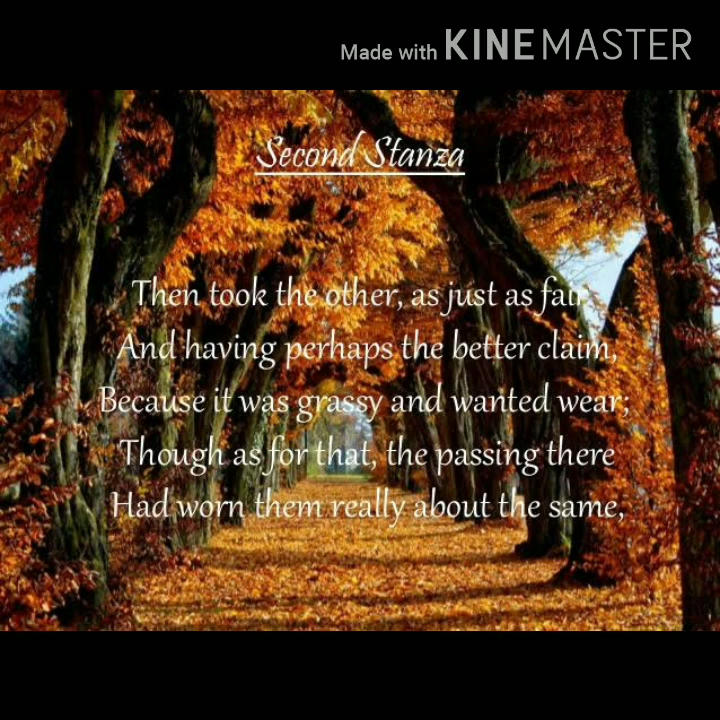 Made with KINEMASTER
Second Stanza
Then took the other, as just as fair
And having perhaps the better claim,
Because it was grassy and wanted wear;
Though as for that, the passing there
Had worn them really about the same,